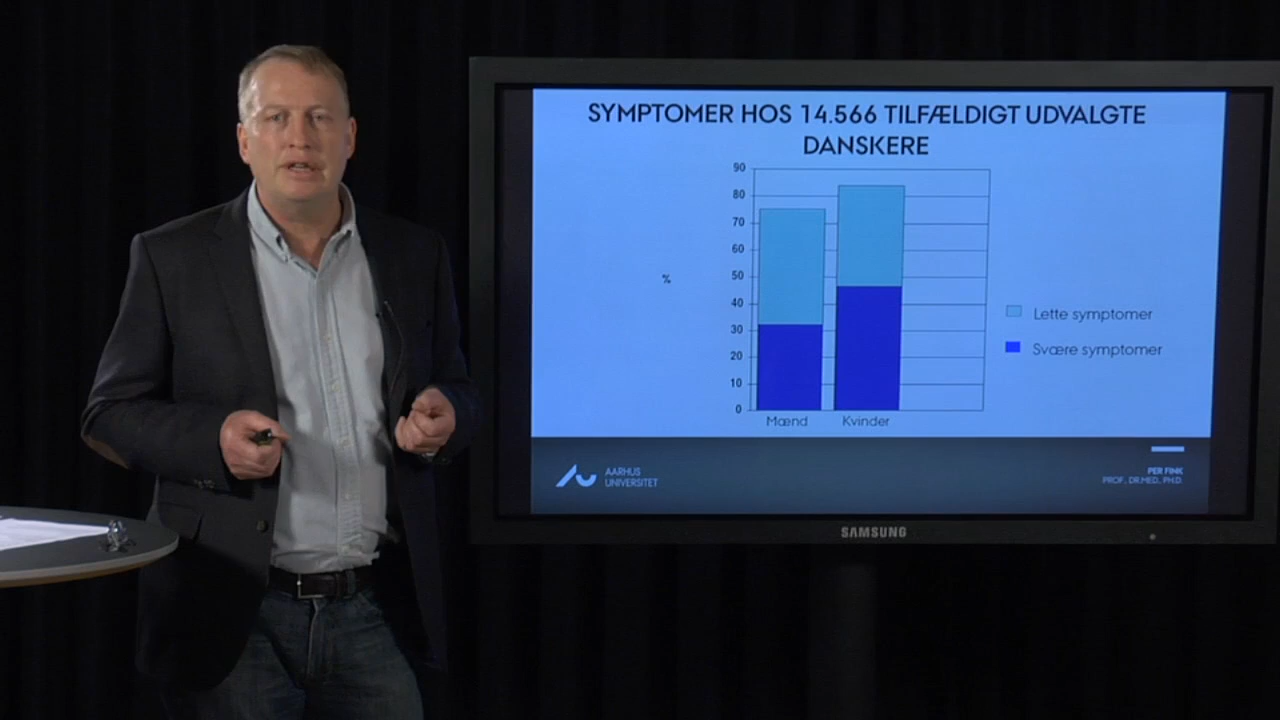 SYMPTOMER HOS 14.566 TILFÆLDIGT UDVALGTE
DANSKERE
90
80
70
60
50
40
30
20
10
0
%
Mænd
Kvinder
Lette symptomer
Svære symptomer
AARHUS
UNIVERSITET
PER FINK
PROF., DR.MED., PH.D.
SAMSUNG